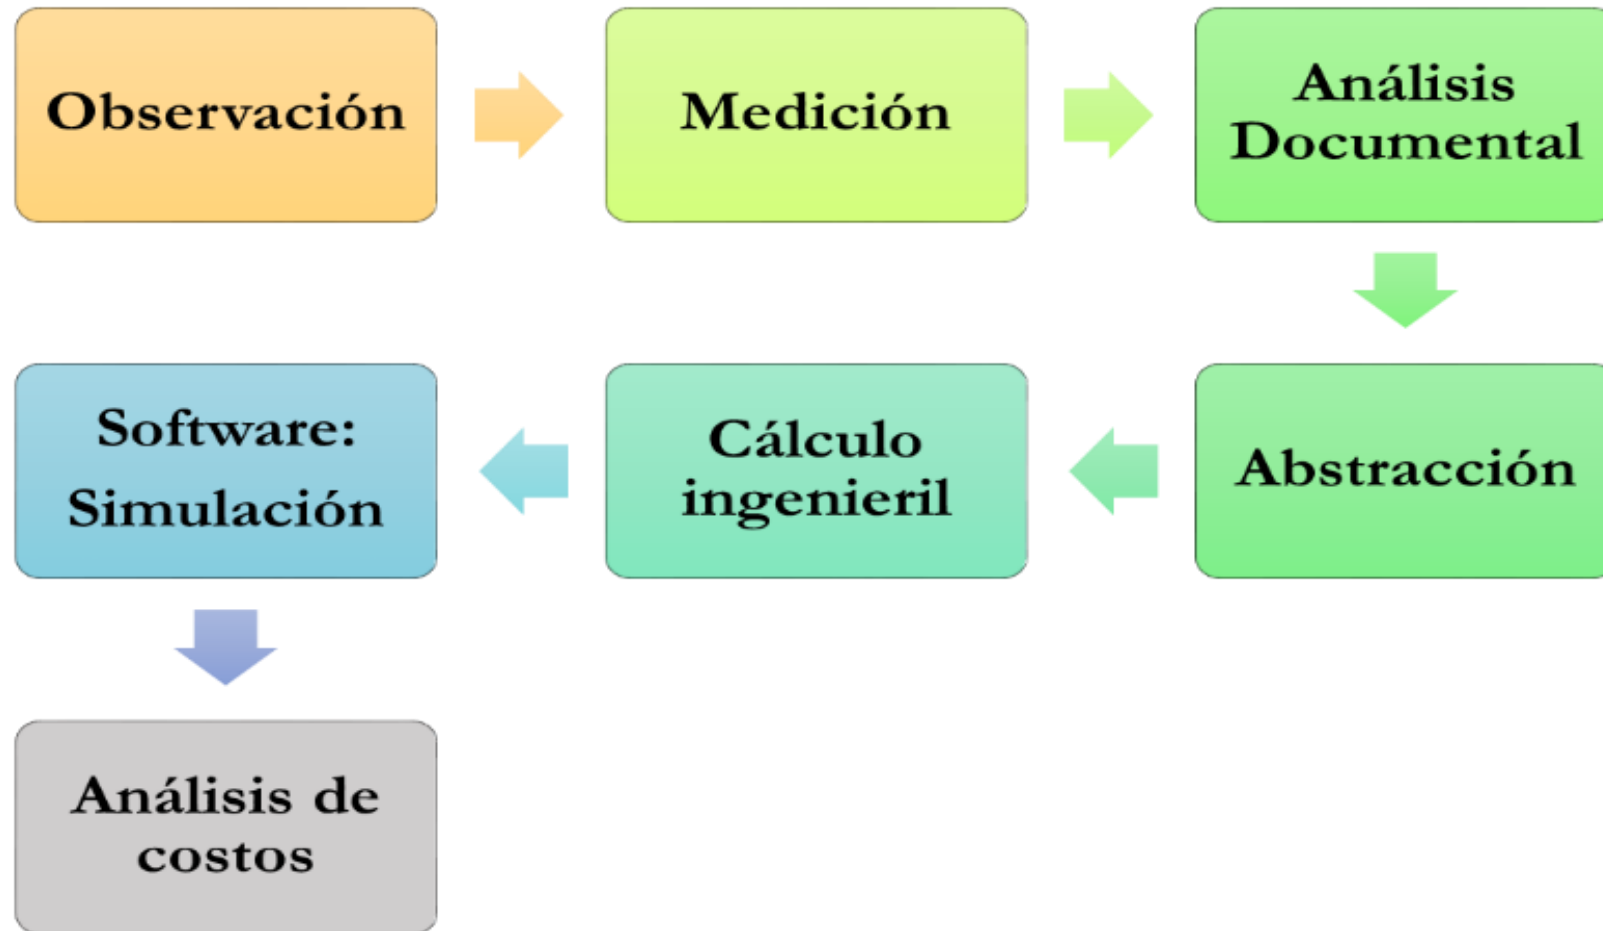 Observación
Medición
Análisis
Documental
Abstracción
Cálculo
ingenieril
Software:
Simulación
Análisis de
costos